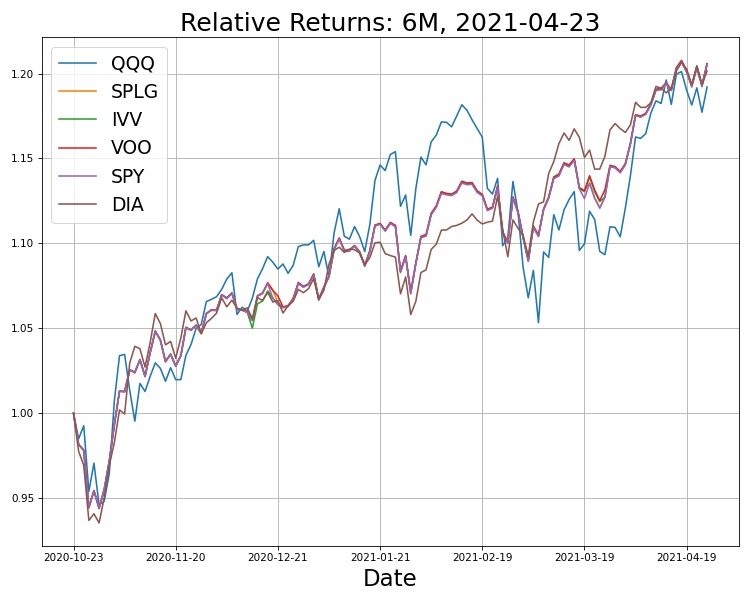 Relative Returns: 6M, 2021-04-23
QQQ
SPLG
IVV
VOO
SPY
DIA
1.20
1.15
1.10
1.05
1.00
0.95
2020-10-23 2020-11-20 2020-12-21 2021-01-21 2021-02-19 2021-03-19 2021-04-19
Date